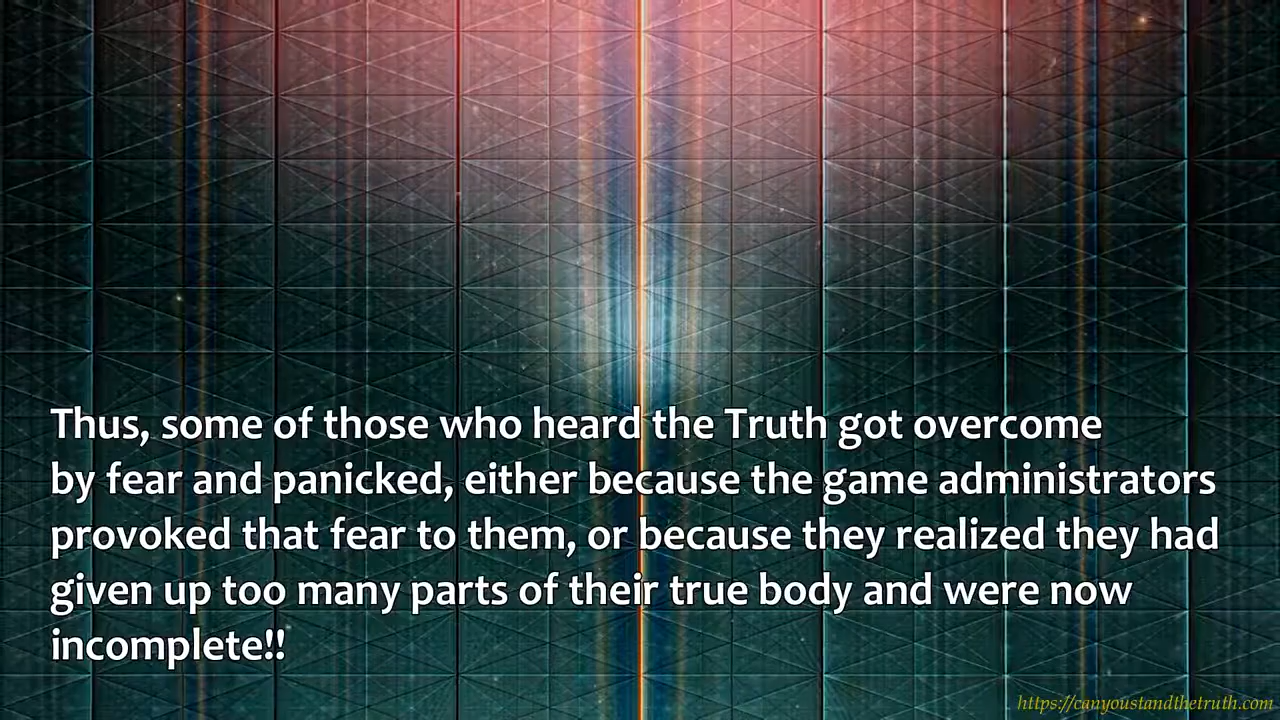 Thus, some of those who heard the Truth got overcome
by fear and panicked, either because the game administrators
provoked that fear to them, or because they realized they had
given up too many parts of their true body and were now
incomplete!!
https://canyoustandthetruth.com